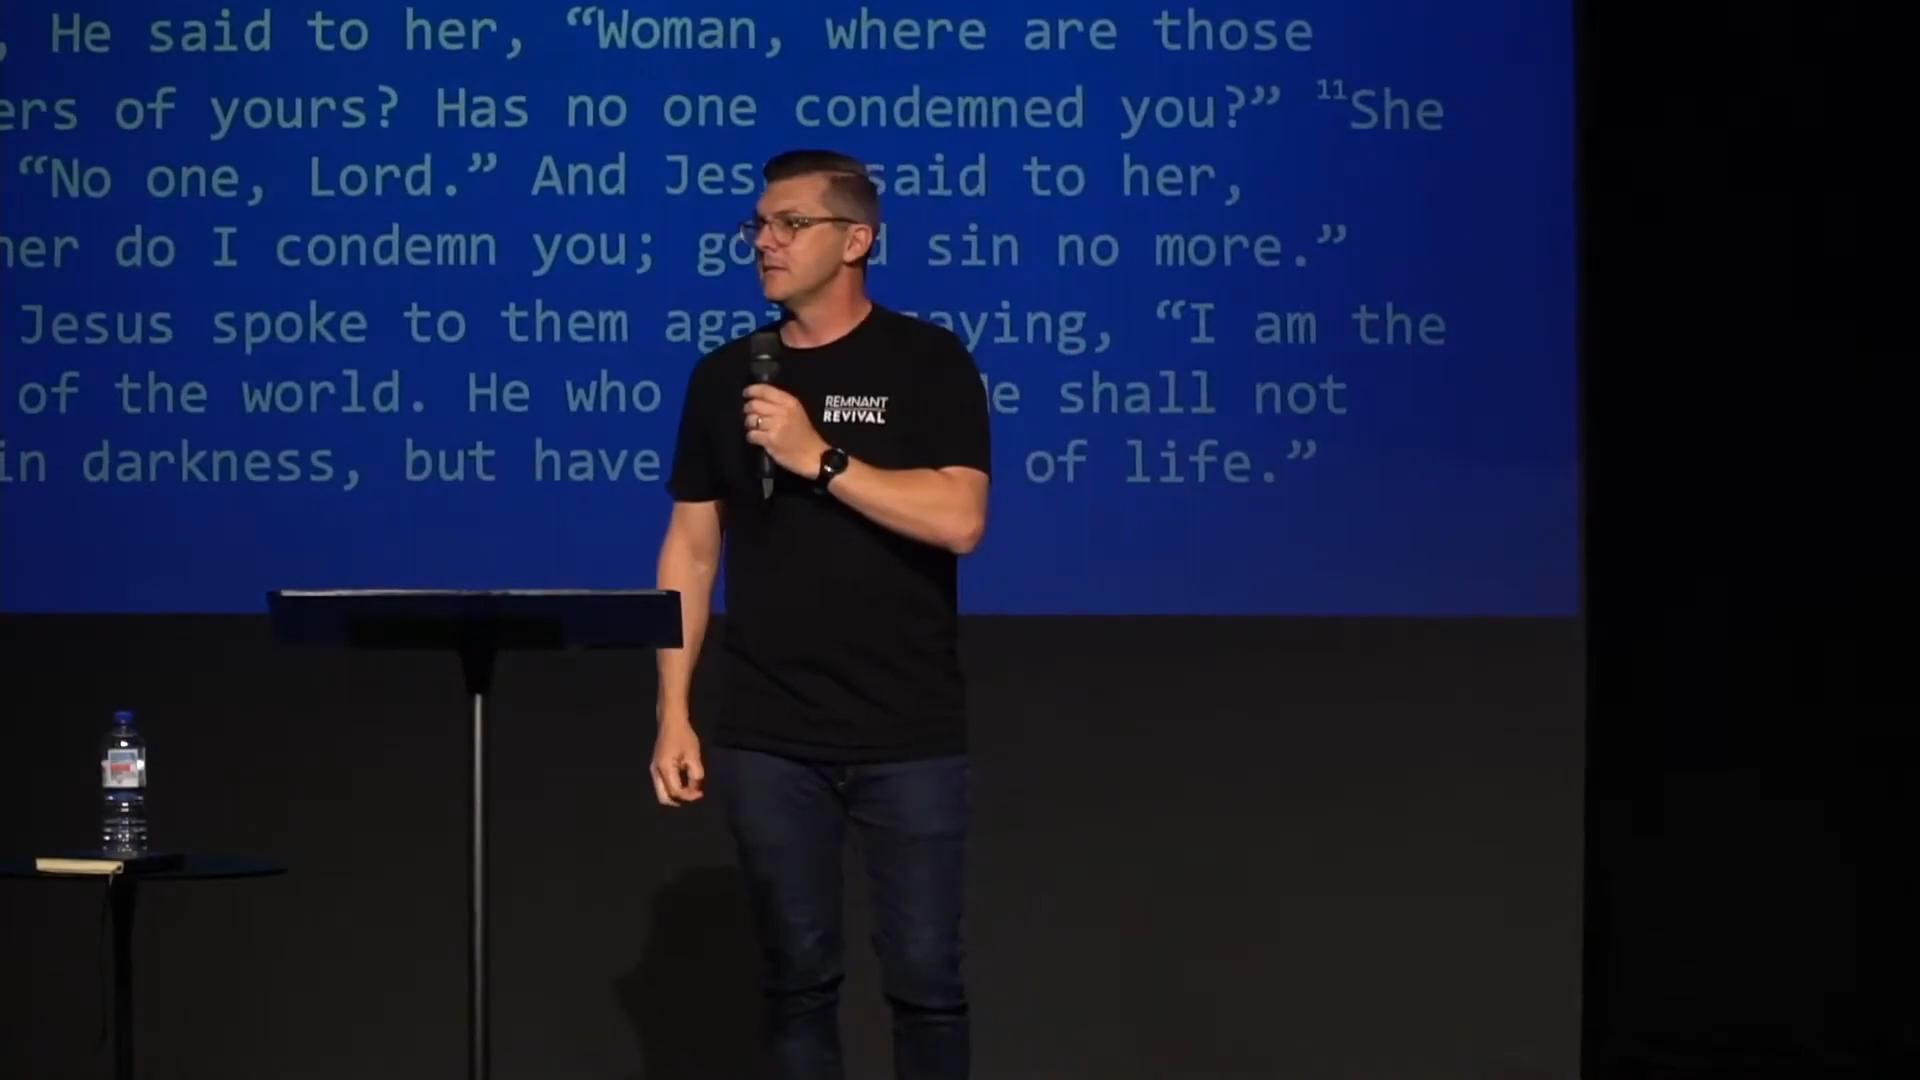 , He said to her, “Woman, where are those
ers of yours? Has no one condemned you?” ¹¹She
“No one, Lord.” And Jes said to her,
her do I condemn you; go d sin no more.”
Jesus spoke to them agai saying, “I am the
of the world. He who e shall not
in darkness, but have of life.”
REMNANT
REVIVAL